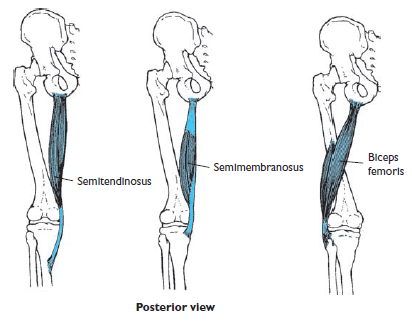 Semitendinosus
Semimembranosus
Biceps
femoris
Posterior view